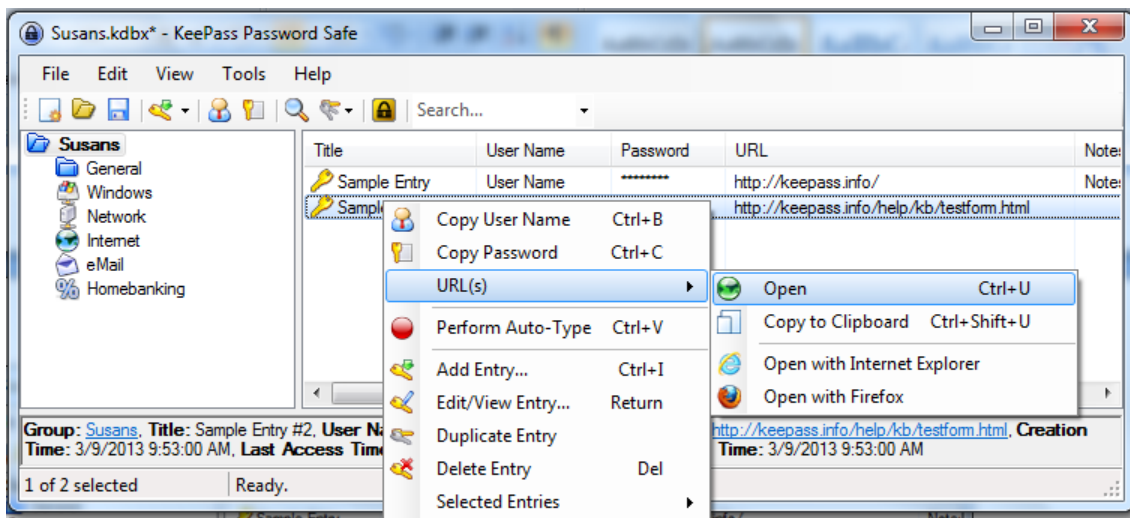 Susans.kdbx* - KeePass Password Safe
File Edit View Tools Help
Search...
Susans
General
Windows
Network
Internet
eMail
Homebanking
Title User Name Password URL Notes
Sample Entry User Name ******** http://keepass.info/ Notes
Sample http://keepass.info/help/kb/testform.html
Copy User Name Ctrl+B
Copy Password Ctrl+C
URL(s)
Perform Auto-Type Ctrl+V
Add Entry... Ctrl+I
Edit/View Entry... Return
Duplicate Entry
Delete Entry Del
Selected Entries
Open Ctrl+U
Copy to Clipboard Ctrl+Shift+U
Open with Internet Explorer
Open with Firefox
Group: Susans, Title: Sample Entry #2, User Na http://keepass.info/help/kb/testform.html, Creation
Time: 3/9/2013 9:53:00 AM, Last Access Time Time: 3/9/2013 9:53:00 AM
1 of 2 selected Ready.